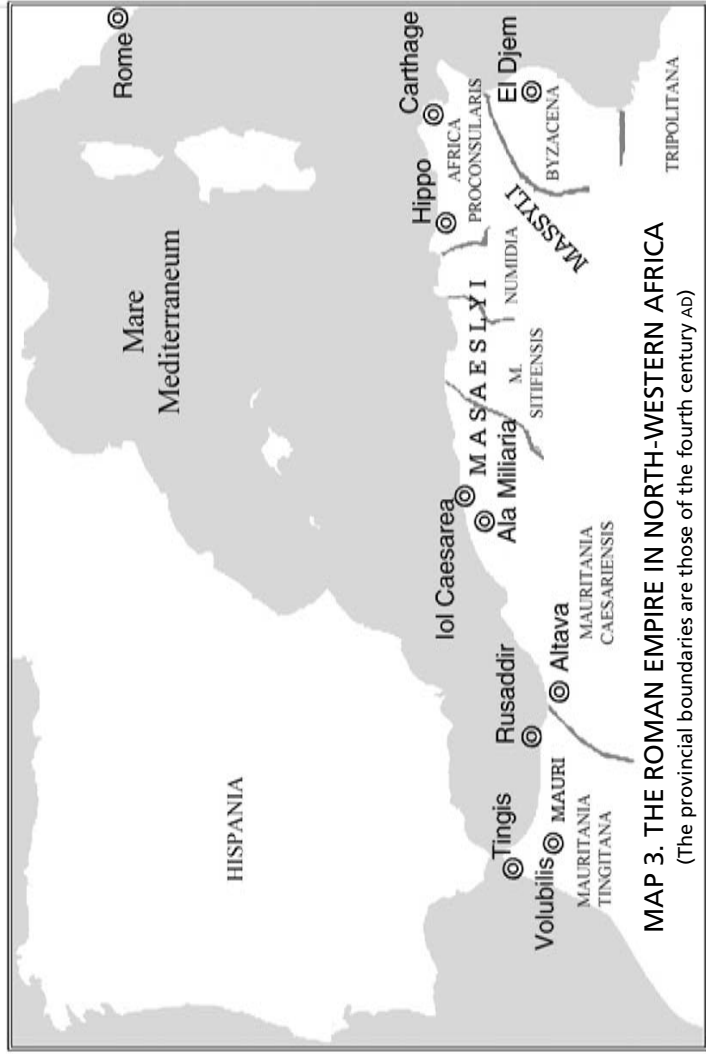 Rome
Mare
Mediterraneum
HISPANIA
Carthage
Hippo
AFRICA
PROCONSULARIS
El Djem
BYZACENA
MASSYLI
NUMIDIA
TRIPOLITANA
MASAESLYI
M.
SITIFENSIS
Iol Caesarea
Ala Miliaria
MAURITANIA
CAESARIENSIS
Rusaddir
Altava
Tingis
Volubilis
MAURI
MAURITANIA
TINGITANA
MAP 3. THE ROMAN EMPIRE IN NORTH-WESTERN AFRICA
(The provincial boundaries are those of the fourth century AD)